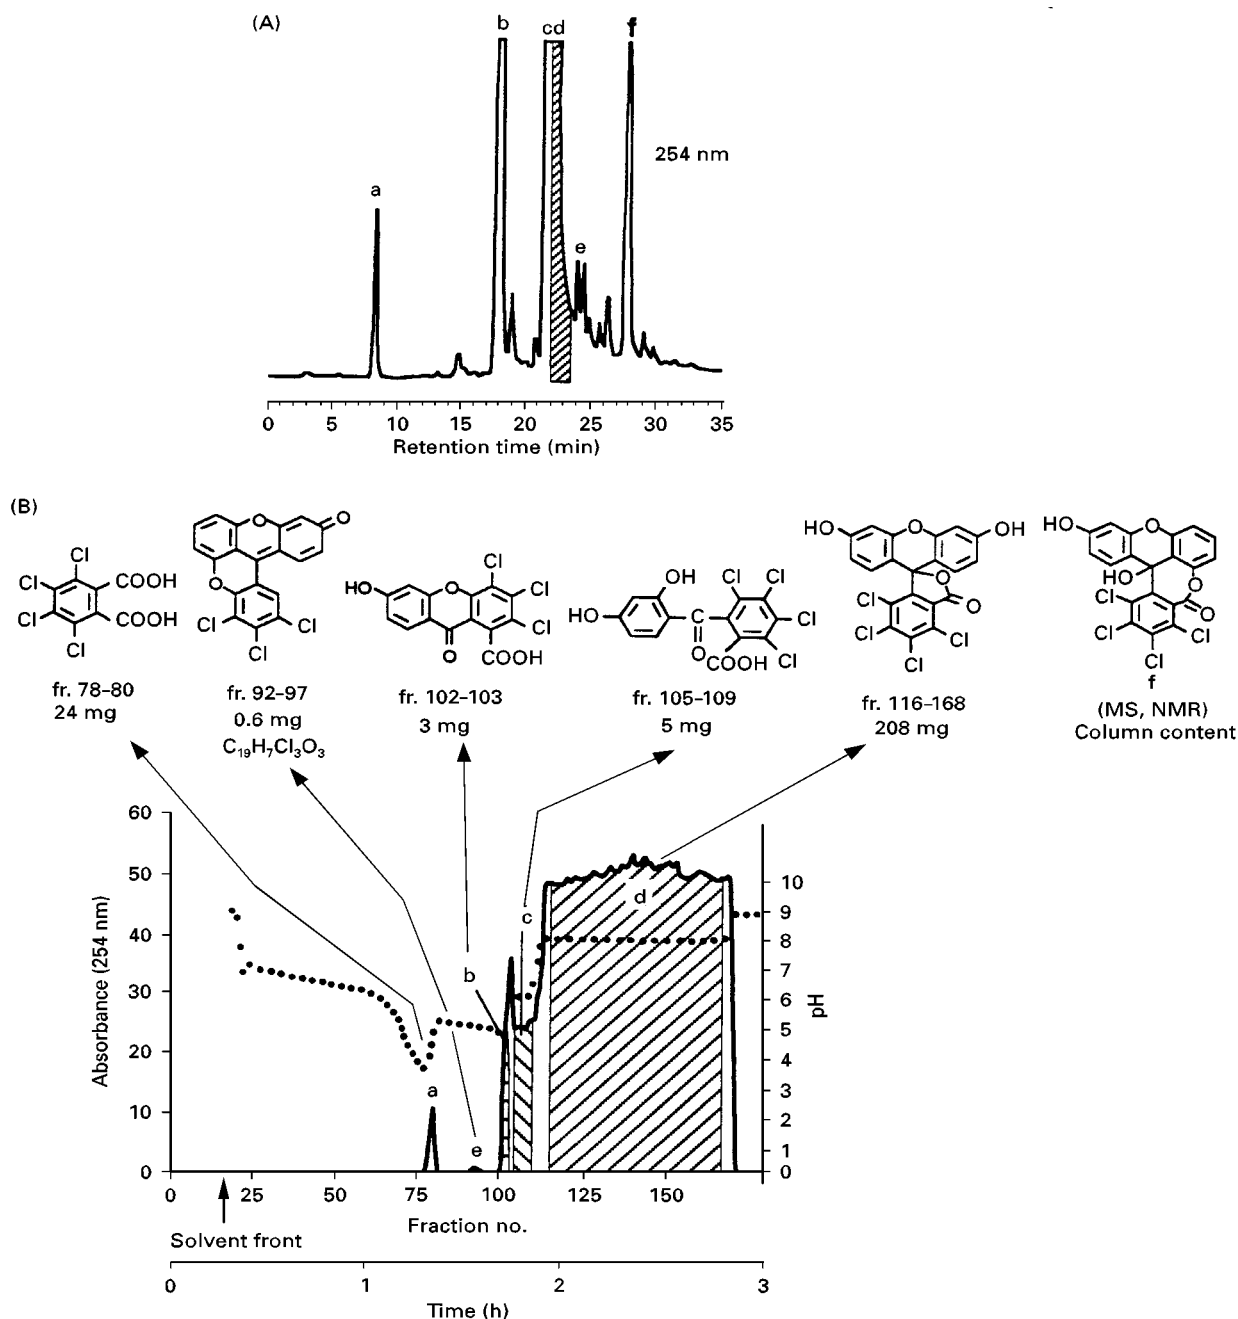 (A)
a
b
cd
e
f
254 nm
0 5 10 15 20 25 30 35
Retention time (min)
(B)
Cl
Cl
Cl
Cl
COOH
COOH
fr. 78–80
24 mg
O
O
O
Cl
Cl
Cl
fr. 92–97
0.6 mg
C₁₉H₇Cl₃O₃
HO
O
O
Cl
Cl
Cl
COOH
fr. 102–103
3 mg
OH
HO
C
O
Cl
Cl
Cl
Cl
COOH
fr. 105–109
5 mg
HO
O
OH
O
O
Cl
Cl
Cl
Cl
fr. 116–168
208 mg
HO
O
HO
O
O
Cl
Cl
Cl
Cl
f
(MS, NMR)
Column content
60
50
40
30
20
10
0
Absorbance (254 nm)
a
e
b
c
d
10
9
8
7
6
5
4
3
2
1
0
pH
0 25 50 75 100 125 150
Fraction no.
Solvent front
0 1 2 3
Time (h)